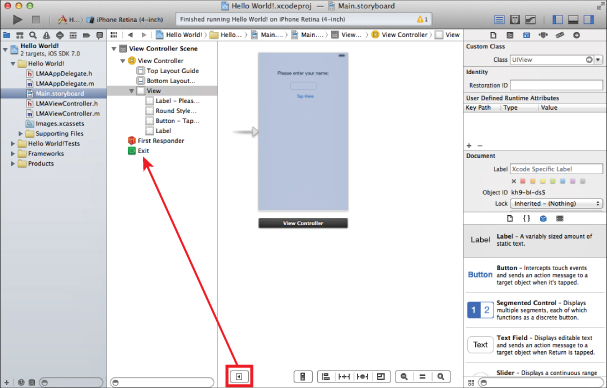 Hello World!.xcodeproj — Main.storyboard
H... iPhone Retina (4-inch)
Finished running Hello World! on iPhone Retina (4-inch)
1
Hello World!
Hello...
Main....
Main....
View...
View Controller
View
Hello World!
2 targets, iOS SDK 7.0
Hello World!
LMAAppDelegate.h
LMAAppDelegate.m
Main.storyboard
LMAViewController.h
LMAViewController.m
Images.xcassets
Supporting Files
Hello World!Tests
Frameworks
Products
View Controller Scene
View Controller
Top Layout Guide
Bottom Layout...
View
Label – Pleas...
Round Style...
Button – Tap...
Label
First Responder
Exit
Please enter your name:
Tap Here!
View Controller
Custom Class
Class UIView
Identity
Restoration ID
User Defined Runtime Attributes
Key Path Type Value
+ −
Document
Label Xcode Specific Label
Object ID kh9-bi-dsS
Lock Inherited - (Nothing)
Label
Label – A variably sized amount of
static text.
Button
Button – Intercepts touch events
and sends an action message to a
target object when it's tapped.
1 2
Segmented Control – Displays
multiple segments, each of which
functions as a discrete button.
Text
Text Field – Displays editable text
and sends an action message to a
target object when Return is tapped.
Slider – Displays a continuous range